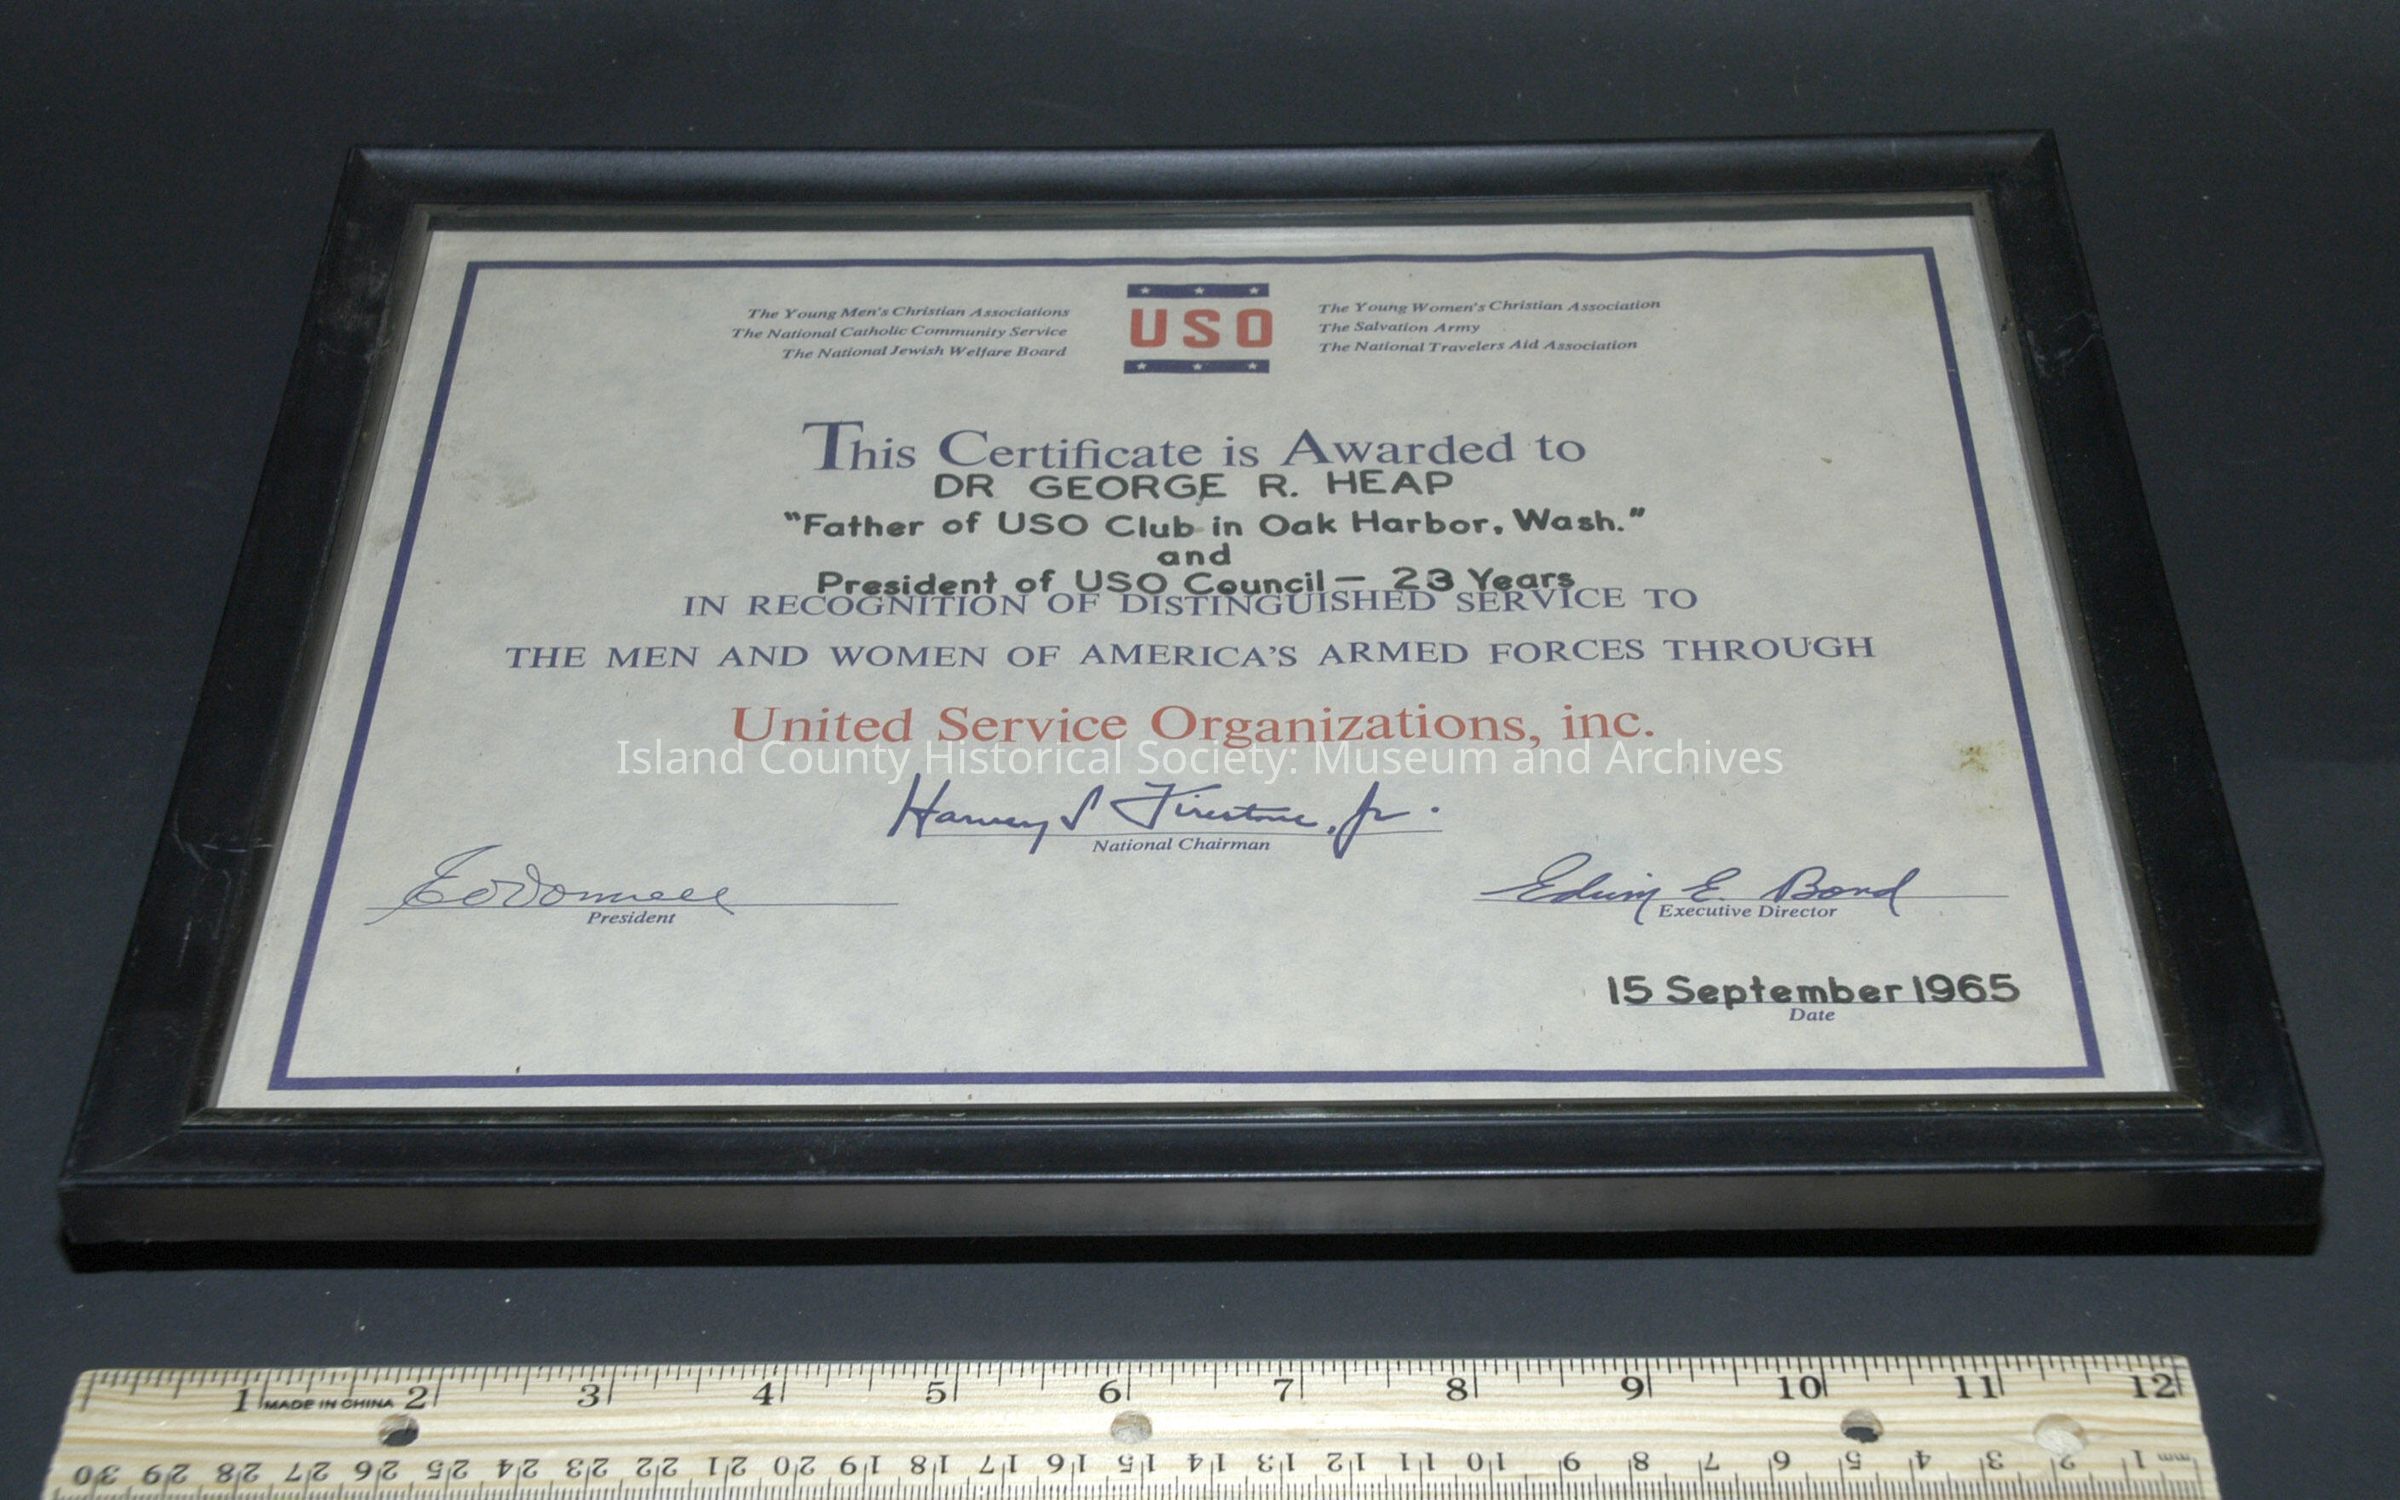 The Young Men's Christian Associations
The National Catholic Community Service
The National Jewish Welfare Board
USO
The Young Women's Christian Association
The Salvation Army
The National Travelers Aid Association
This Certificate is Awarded to
DR GEORGE R. HEAP
"Father of USO Club in Oak Harbor, Wash."
and
President of USO Council — 23 Years
IN RECOGNITION OF DISTINGUISHED SERVICE TO
THE MEN AND WOMEN OF AMERICA'S ARMED FORCES THROUGH
United Service Organizations, inc.
Island County Historical Society: Museum and Archives
Harvey S Firestone, Jr.
National Chairman
President
Edwin E. Bond
Executive Director
15 September 1965
Date
1 MADE IN CHINA 2 3 4 5 6 7 8 9 10 11 12
30 29 28 27 26 25 24 23 22 21 20 19 18 17 16 15 14 13 12 11 10 9 8 7 6 5 4 3 2 1 mm